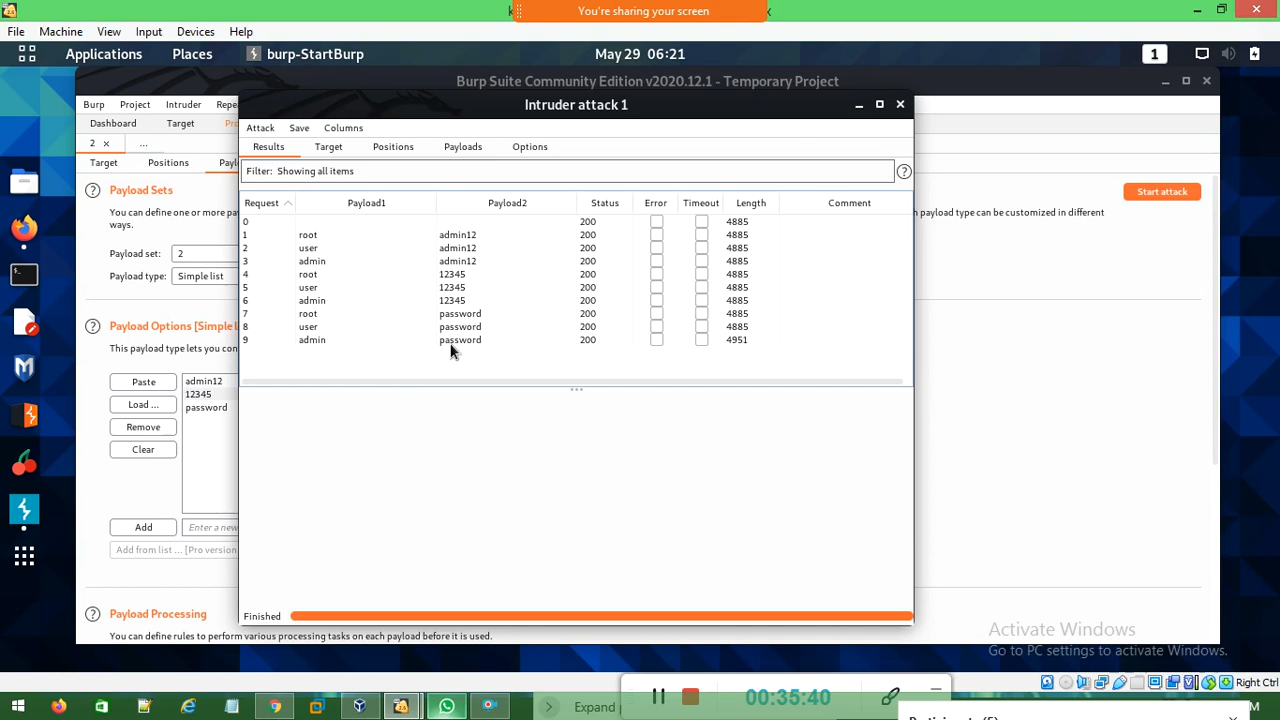 You're sharing your screen
File Machine View Input Devices Help
Applications Places burp-StartBurp May 29 06:21 1
Burp Suite Community Edition v2020.12.1 - Temporary Project
Burp Project Intruder Repe
Intruder attack 1
Dashboard Target Pro
Attack Save Columns
2 × ...
Results Target Positions Payloads Options
Target Positions Payl
Filter: Showing all items ?
? Payload Sets
Start attack
You can define one or more pa
payload type can be customized in different
ways.
Payload set: 2
Payload type: Simple list
Request Payload1 Payload2 Status Error Timeout Length Comment
0 200 4885
1 root admin12 200 4885
2 user admin12 200 4885
3 admin admin12 200 4885
4 root 12345 200 4885
5 user 12345 200 4885
6 admin 12345 200 4885
7 root password 200 4885
8 user password 200 4885
9 admin password 200 4951
? Payload Options [Simple l
This payload type lets you con
Paste
Load ...
Remove
Clear
admin12
12345
password
Add Enter a new
Add from list ... [Pro version
Finished
? Payload Processing
You can define rules to perform various processing tasks on each payload before it is used.
Activate Windows
Go to PC settings to activate Windows.
Right Ctrl
00:35:40
Expand